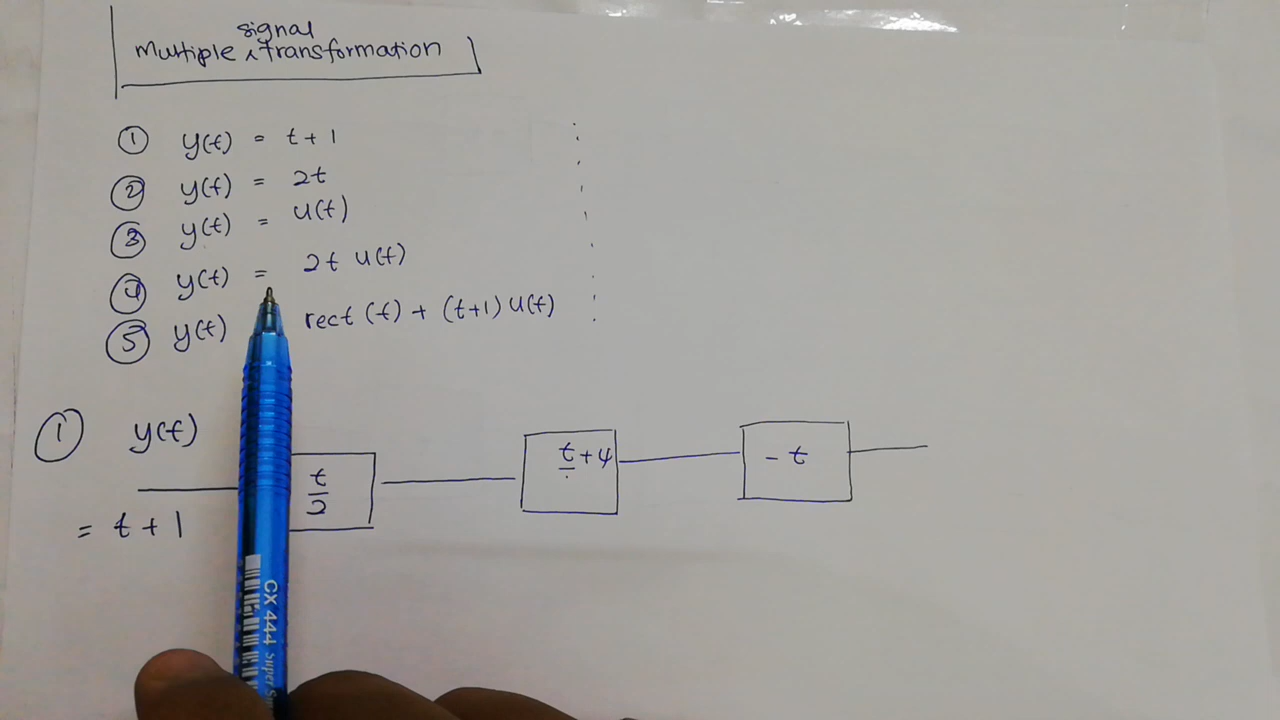 signal
Multiple ʌ transformation
① y(t) = t + 1
② y(t) = 2t
③ y(t) = u(t)
④ y(t) = 2t u(t)
⑤ y(t) rect (t) + (t+1) u(t)
① y(t)
t/2
t + 4
- t
= t + 1
CX 444